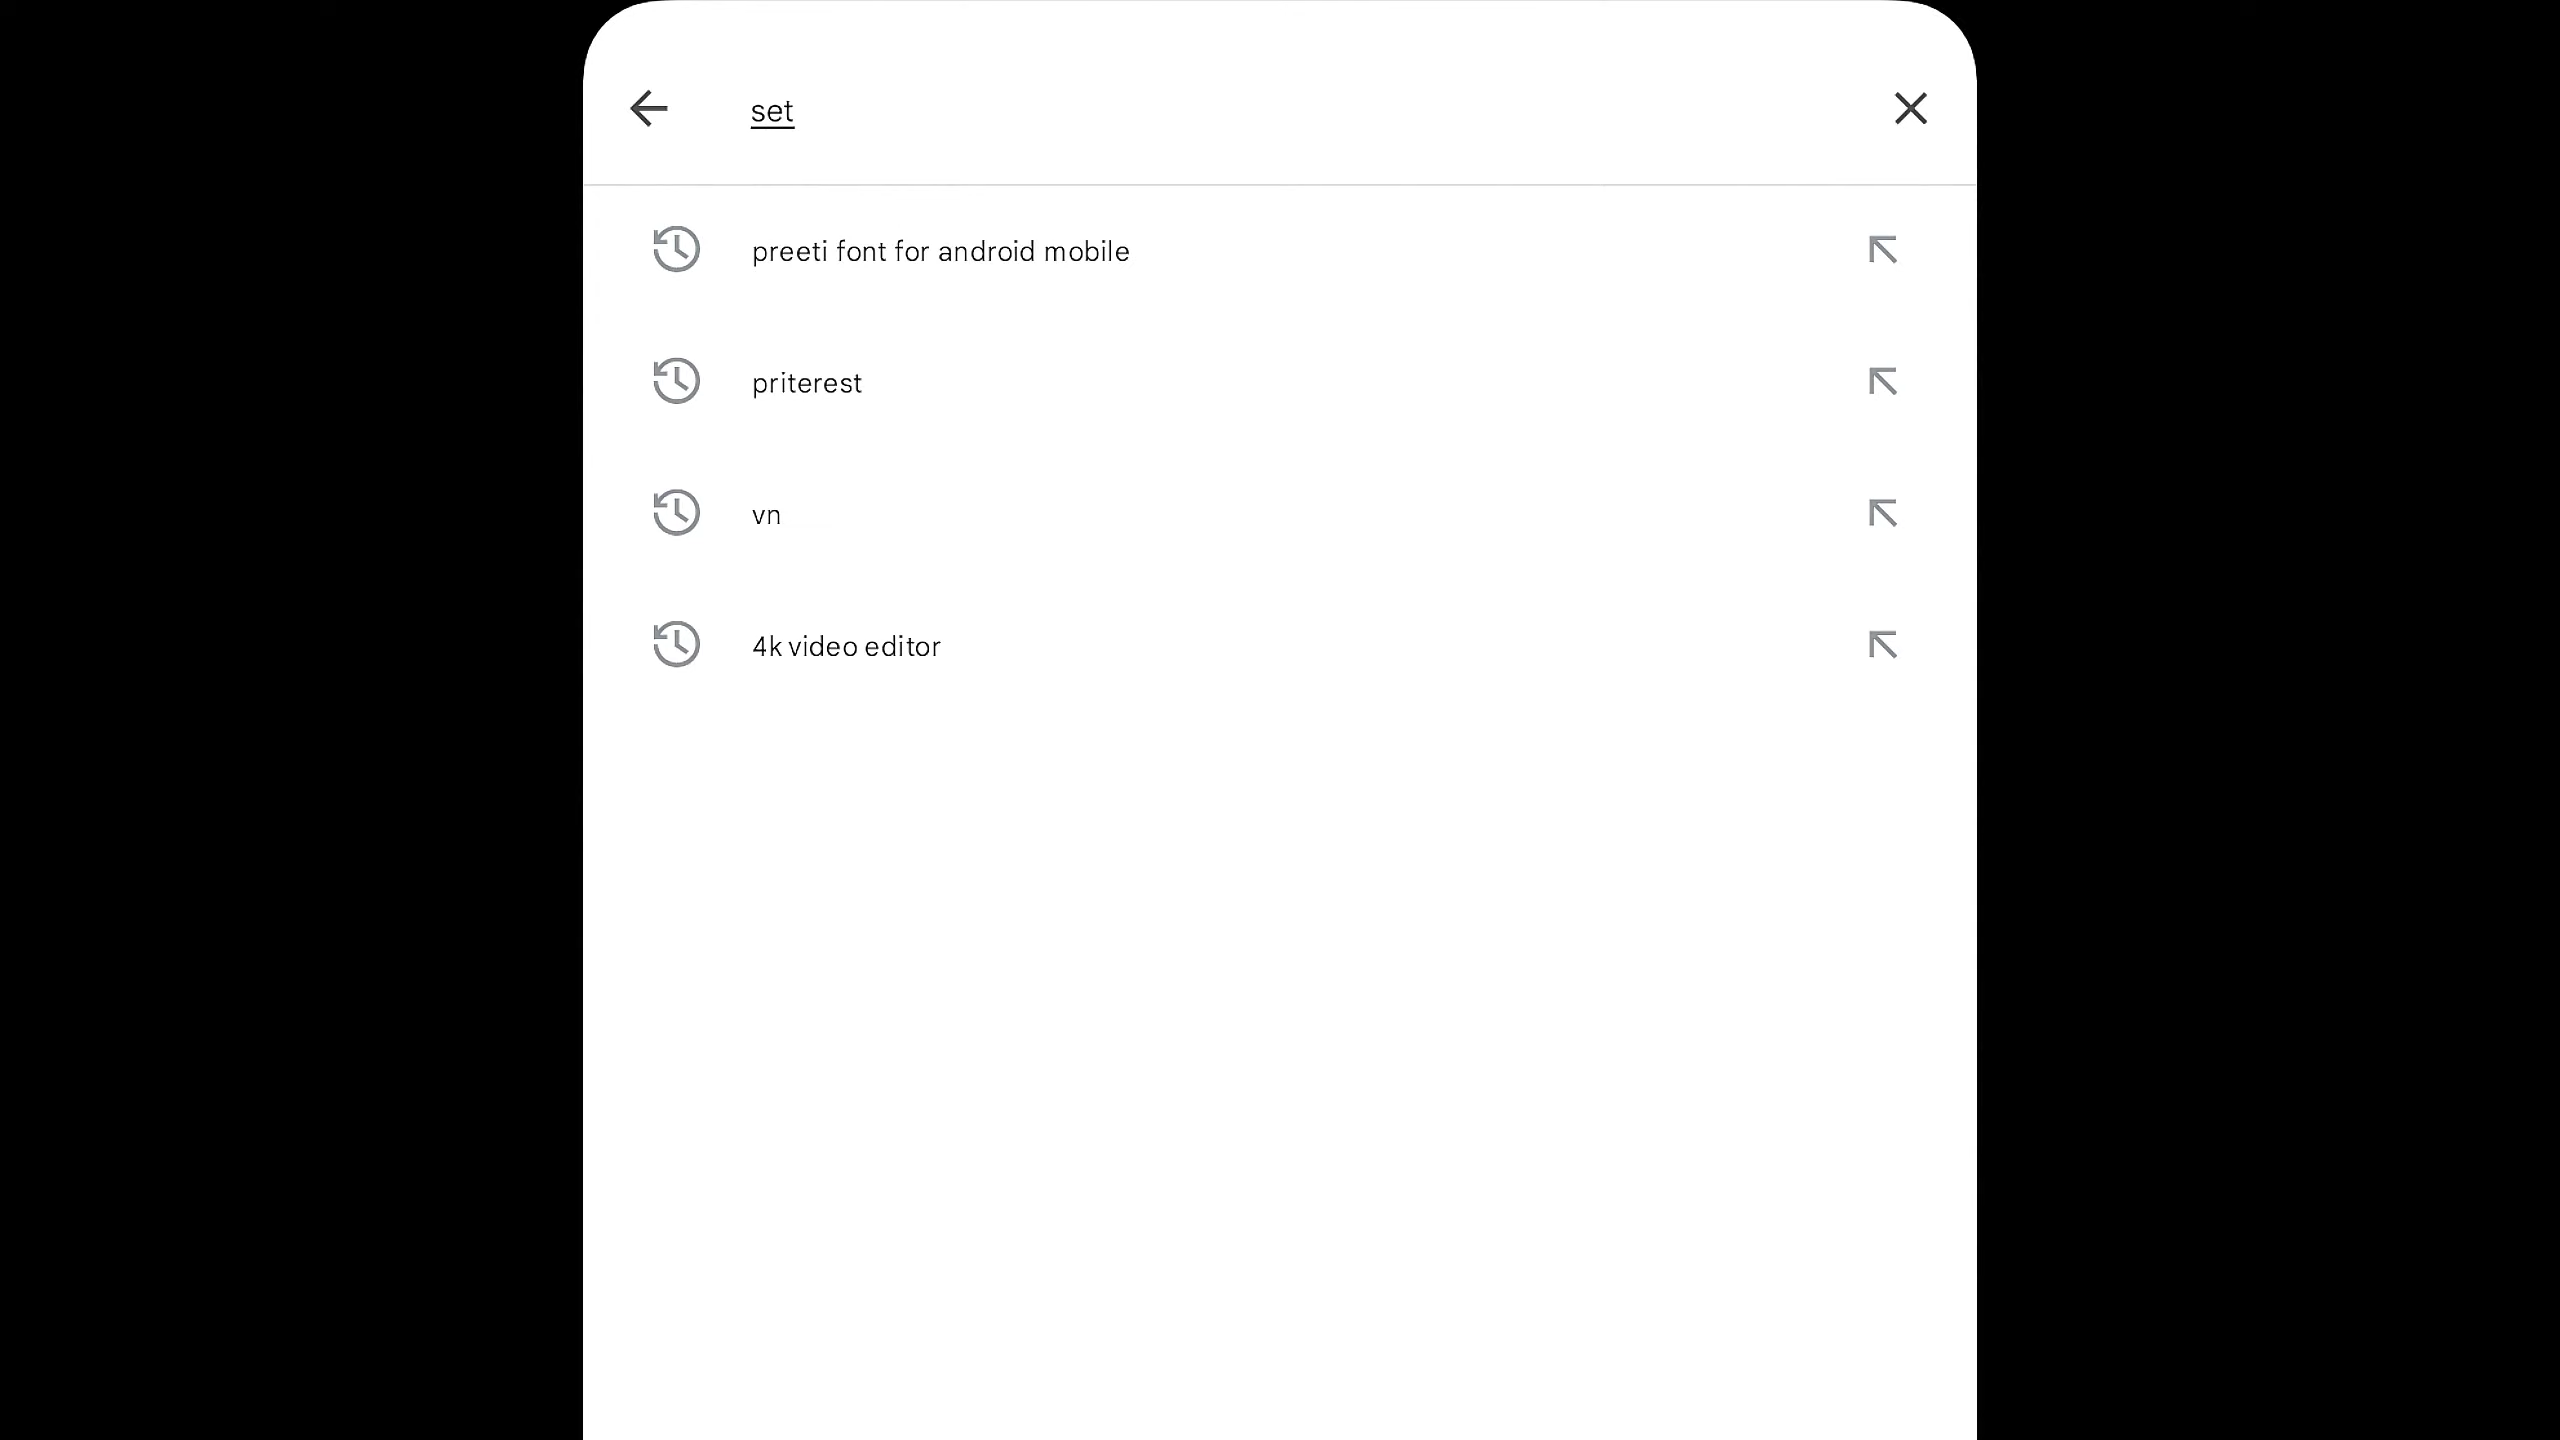 set
preeti font for android mobile
priterest
vn
4k video editor